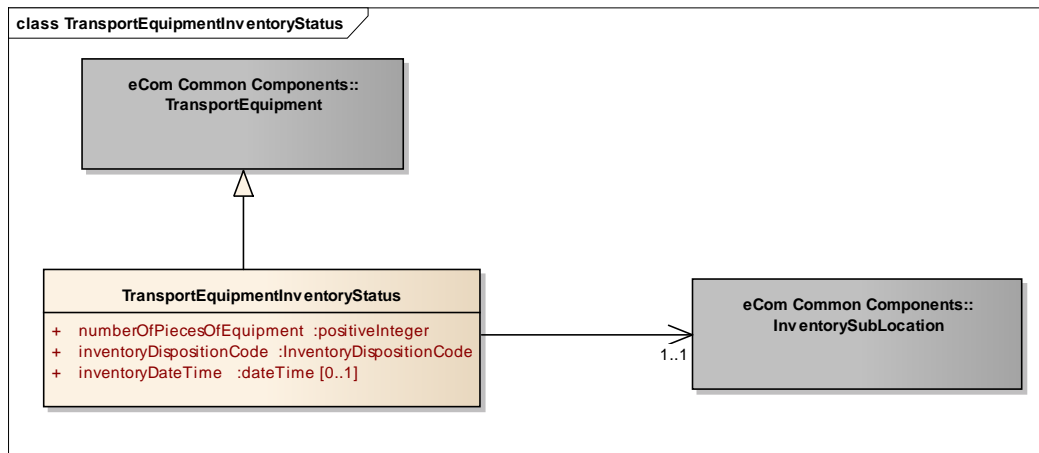 class TransportEquipmentInventoryStatus
eCom Common Components::
TransportEquipment
TransportEquipmentInventoryStatus
+ numberOfPiecesOfEquipment :positiveInteger
+ inventoryDispositionCode :InventoryDispositionCode
+ inventoryDateTime :dateTime [0..1]
eCom Common Components::
InventorySubLocation
1..1